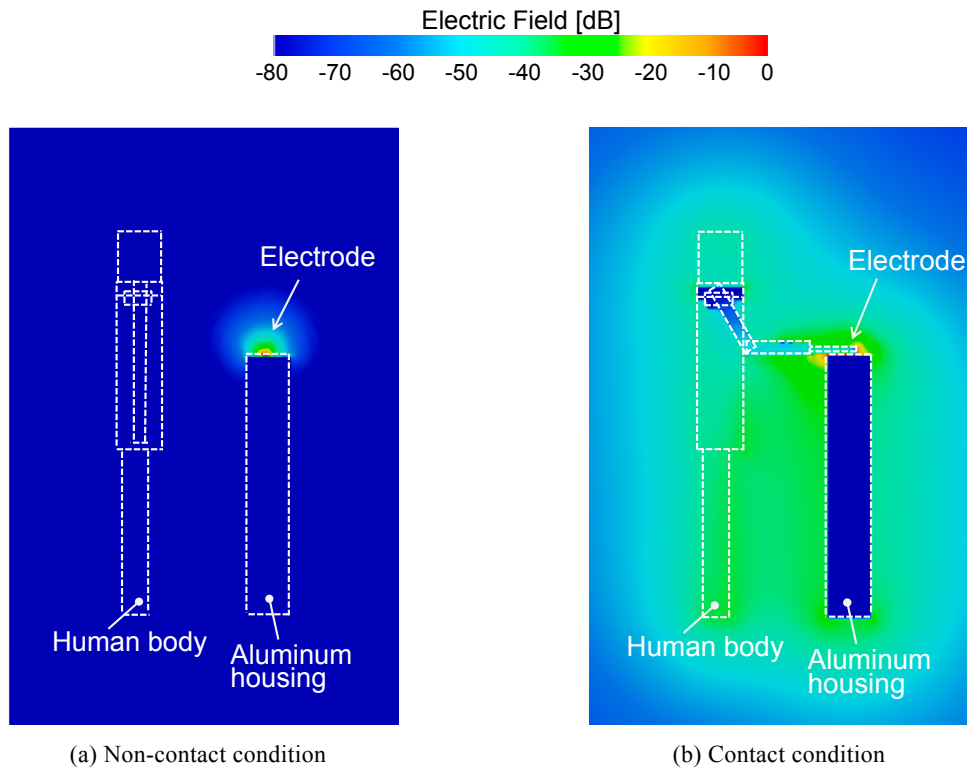 Electric Field [dB]
-80 -70 -60 -50 -40 -30 -20 -10 0
Electrode
Human body
Aluminum
housing
(a) Non-contact condition
Electrode
Human body
Aluminum
housing
(b) Contact condition